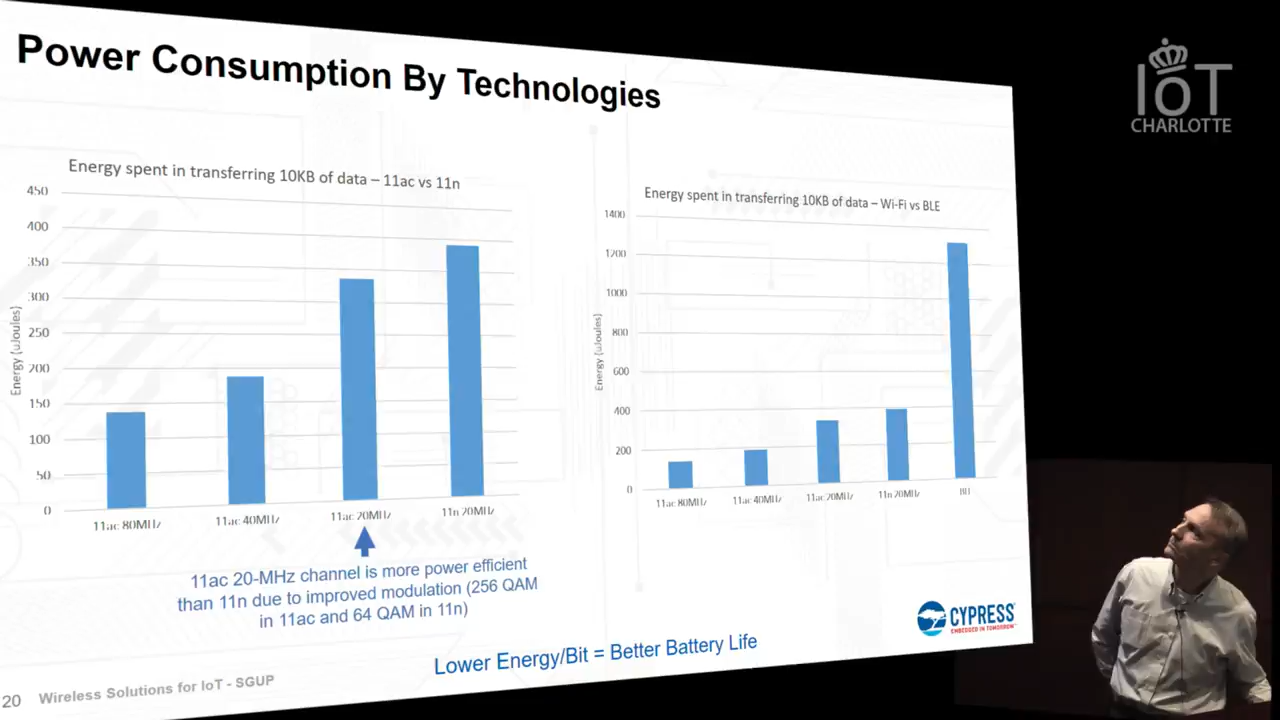 Power Consumption By Technologies
IoT
CHARLOTTE
Energy spent in transferring 10KB of data – 11ac vs 11n
450
400
350
300
250
200
150
100
50
0
Energy (uJoules)
11ac 80MHz
11ac 40MHz
11ac 20MHz
11n 20MHz
11ac 20-MHz channel is more power efficient
than 11n due to improved modulation (256 QAM
in 11ac and 64 QAM in 11n)
Energy spent in transferring 10KB of data – Wi-Fi vs BLE
1400
1200
1000
800
600
400
200
0
Energy (uJoules)
11ac 80MHz
11ac 40MHz
11ac 20MHz
11n 20MHz
BLE
CYPRESS
EMBEDDED IN TOMORROW
Lower Energy/Bit = Better Battery Life
20 Wireless Solutions for IoT - SGUP